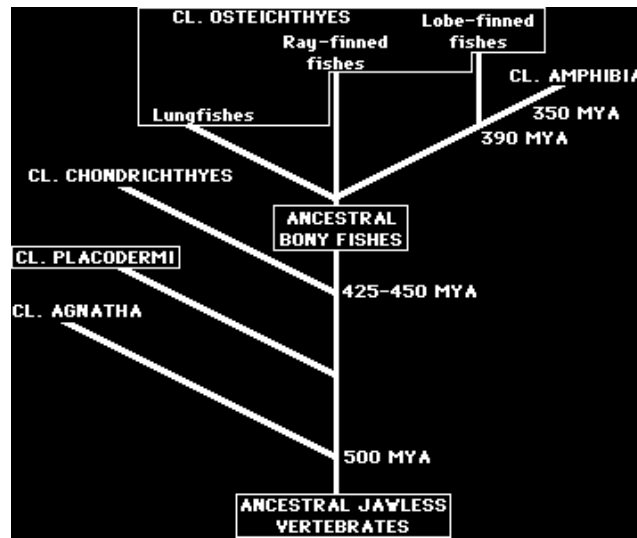 CL. OSTEICHTHYES
Ray-finned
fishes
Lobe-finned
fishes
CL. AMPHIBIA
Lungfishes
350 MYA
390 MYA
CL. CHONDRICHTHYES
ANCESTRAL
BONY FISHES
CL. PLACODERMI
425-450 MYA
CL. AGNATHA
500 MYA
ANCESTRAL JAWLESS
VERTEBRATES